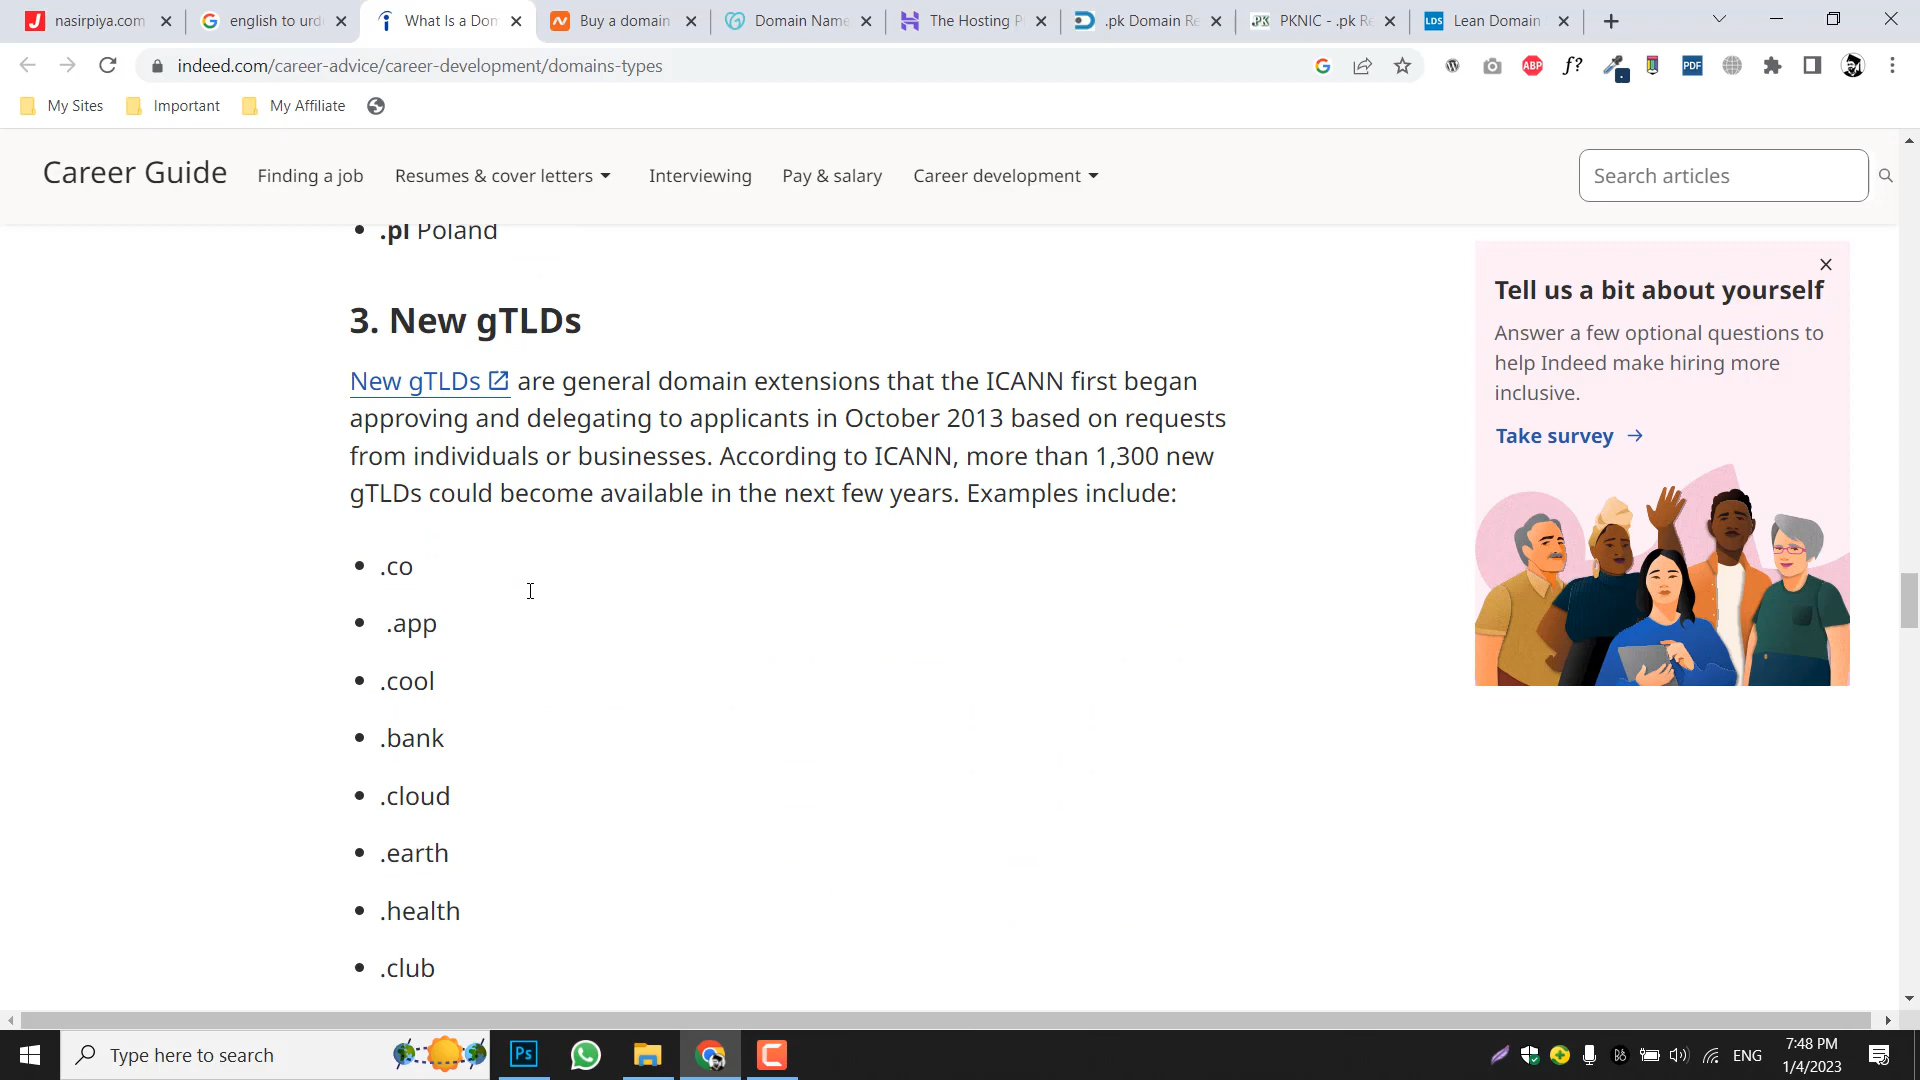 nasirpiya.com
english to urd
What Is a Dom
Buy a domain
Domain Name
The Hosting P
.pk Domain Re
PKNIC - .pk Re
LDS
Lean Domain
indeed.com/career-advice/career-development/domains-types
ABP
f?
PDF
My Sites
Important
My Affiliate
Career Guide
Finding a job
Resumes & cover letters
Interviewing
Pay & salary
Career development
Search articles
• .pl Poland
3. New gTLDs
New gTLDs are general domain extensions that the ICANN first began
approving and delegating to applicants in October 2013 based on requests
from individuals or businesses. According to ICANN, more than 1,300 new
gTLDs could become available in the next few years. Examples include:
• .co
• .app
• .cool
• .bank
• .cloud
• .earth
• .health
• .club
Tell us a bit about yourself
Answer a few optional questions to
help Indeed make hiring more
inclusive.
Take survey →
Type here to search
Ps
ENG
7:48 PM
1/4/2023